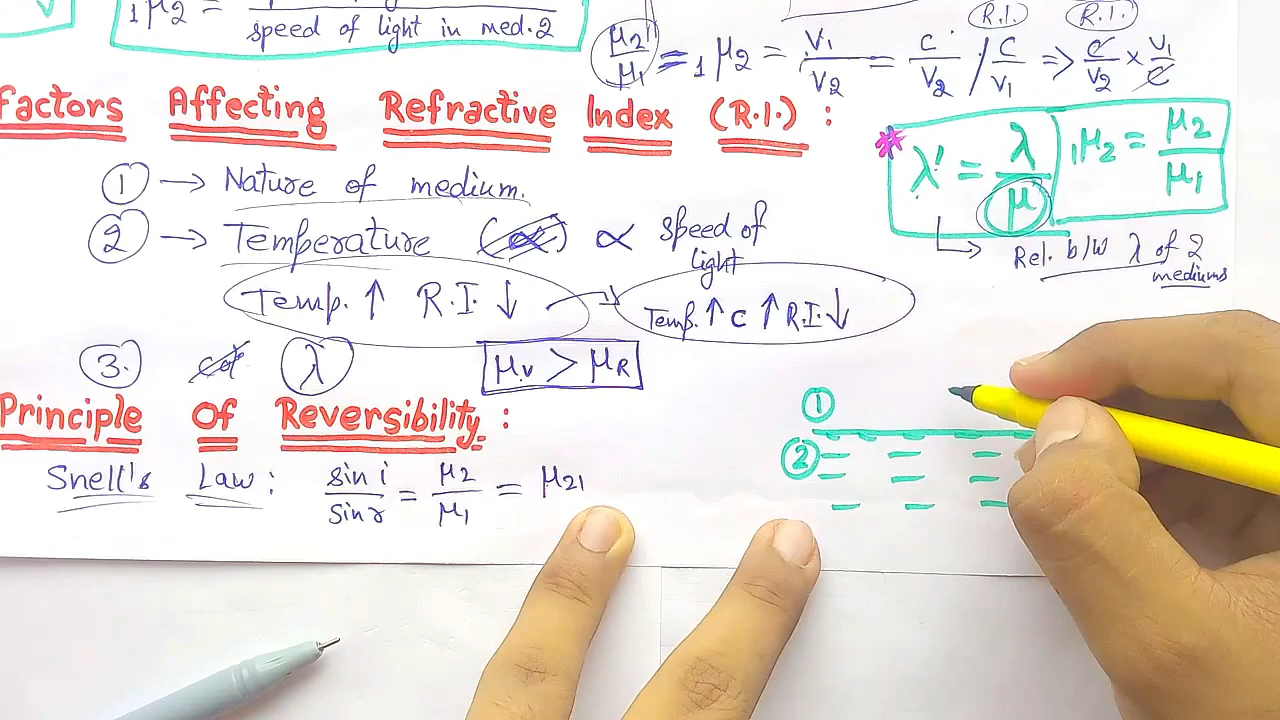 ₁μ₂ =
speed of light in med.2
μ₂/μ₁ = ₁μ₂ = V₁/V₂ = C/V₂ / C/V₁ => C/V₂ × V₁/C
(R.I.) (R.I.)
Factors Affecting Refractive Index (R.I.) :
① → Nature of medium.
② → Temperature (∝) ∝ speed of light
Temp. ↑ R.I. ↓ → Temp. ↑ C ↑ R.I. ↓
3. λ μV > μR
* λ' = λ/μ ₁μ₂ = μ₂/μ₁
Rel. b/w λ of 2 mediums
Principle Of Reversibility :
Snell's Law : sin i/sin r = μ₂/μ₁ = μ₂₁
①
②